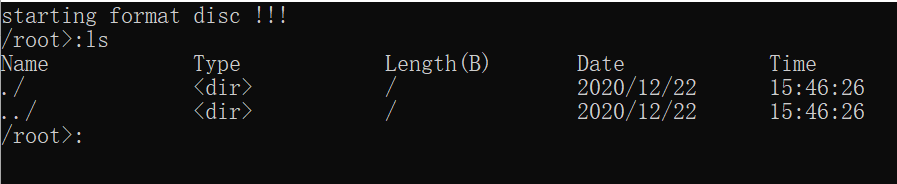 starting format disc !!!
/root>:ls
Name Type Length(B) Date Time
./ <dir> / 2020/12/22 15:46:26
../ <dir> / 2020/12/22 15:46:26
/root>: